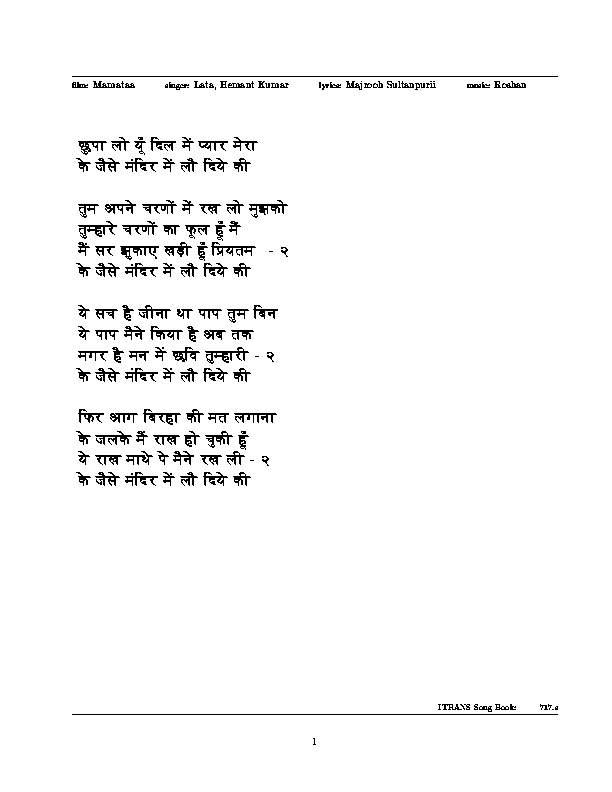 film: Mamataa singer: Lata, Hemant Kumar lyrics: Majrooh Sultanpurii music: Roshan
छुपा लो यूँ दिल में प्यार मेरा
के जैसे मंदिर में लौ दिये की
तुम अपने चरणों में रख लो मुझको
तुम्हारे चरणों का फूल हूँ मैं
मैं सर झुकाए खड़ी हूँ प्रियतम - २
के जैसे मंदिर में लौ दिये की
ये सच है जीना था पाप तुम बिन
ये पाप मैने किया है अब तक
मगर है मन में छवि तुम्हारी - २
के जैसे मंदिर में लौ दिये की
फिर आग बिरहा की मत लगाना
के जलके मैं राख हो चुकी हूँ
ये राख माथे पे मैने रख ली - २
के जैसे मंदिर में लौ दिये की
ITRANS Song Book: 717.s
1